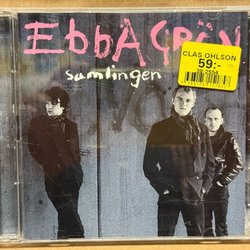 EbbA GRÖN
samlingen
CLAS OHLSON
59:-